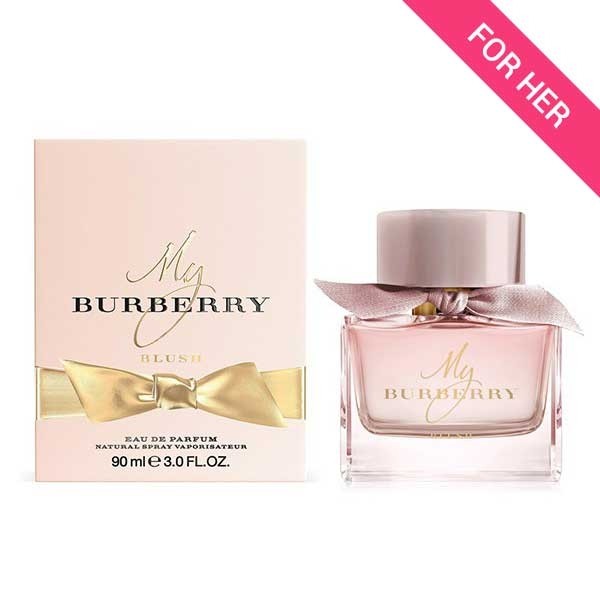 FOR HER
My
BURBERRY
BLUSH
EAU DE PARFUM
NATURAL SPRAY VAPORISATEUR
90 ml ℮ 3.0 FL.OZ.
My
BURBERRY
BLUSH